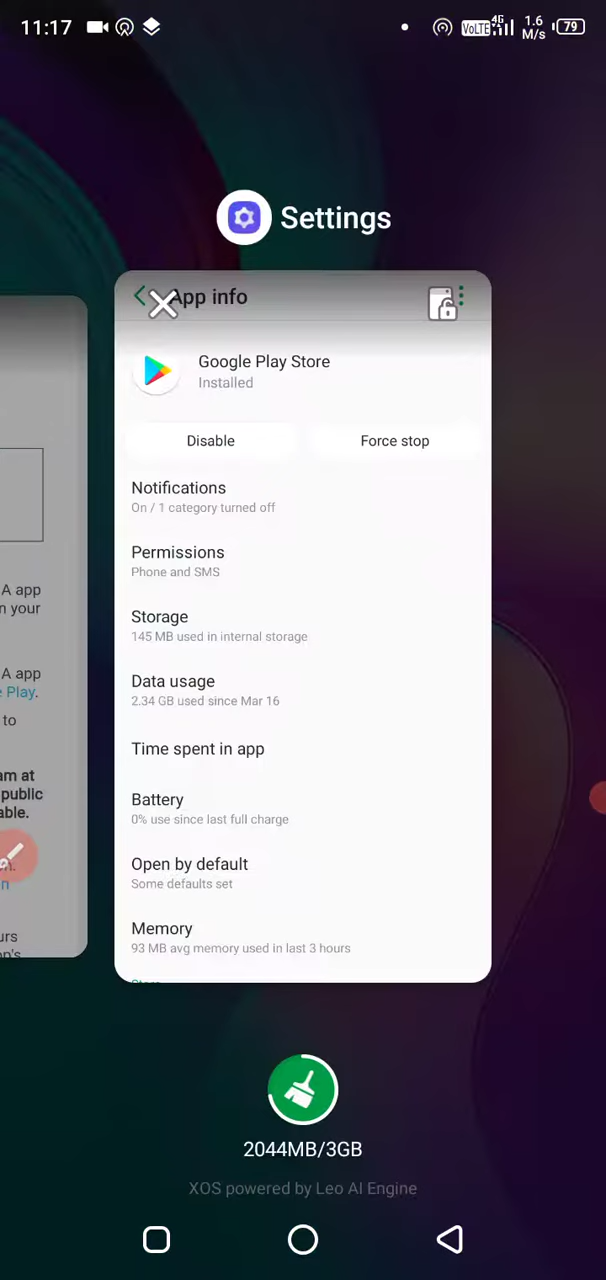 11:17
VoLTE 4G 1.6 M/s 79
Settings
App info
Google Play Store
Installed
Disable
Force stop
Notifications
On / 1 category turned off
Permissions
Phone and SMS
Storage
145 MB used in internal storage
Data usage
2.34 GB used since Mar 16
Time spent in app
Battery
0% use since last full charge
Open by default
Some defaults set
Memory
93 MB avg memory used in last 3 hours
A app
your
A app
Play.
to
at
public
2044MB/3GB
XOS powered by Leo AI Engine